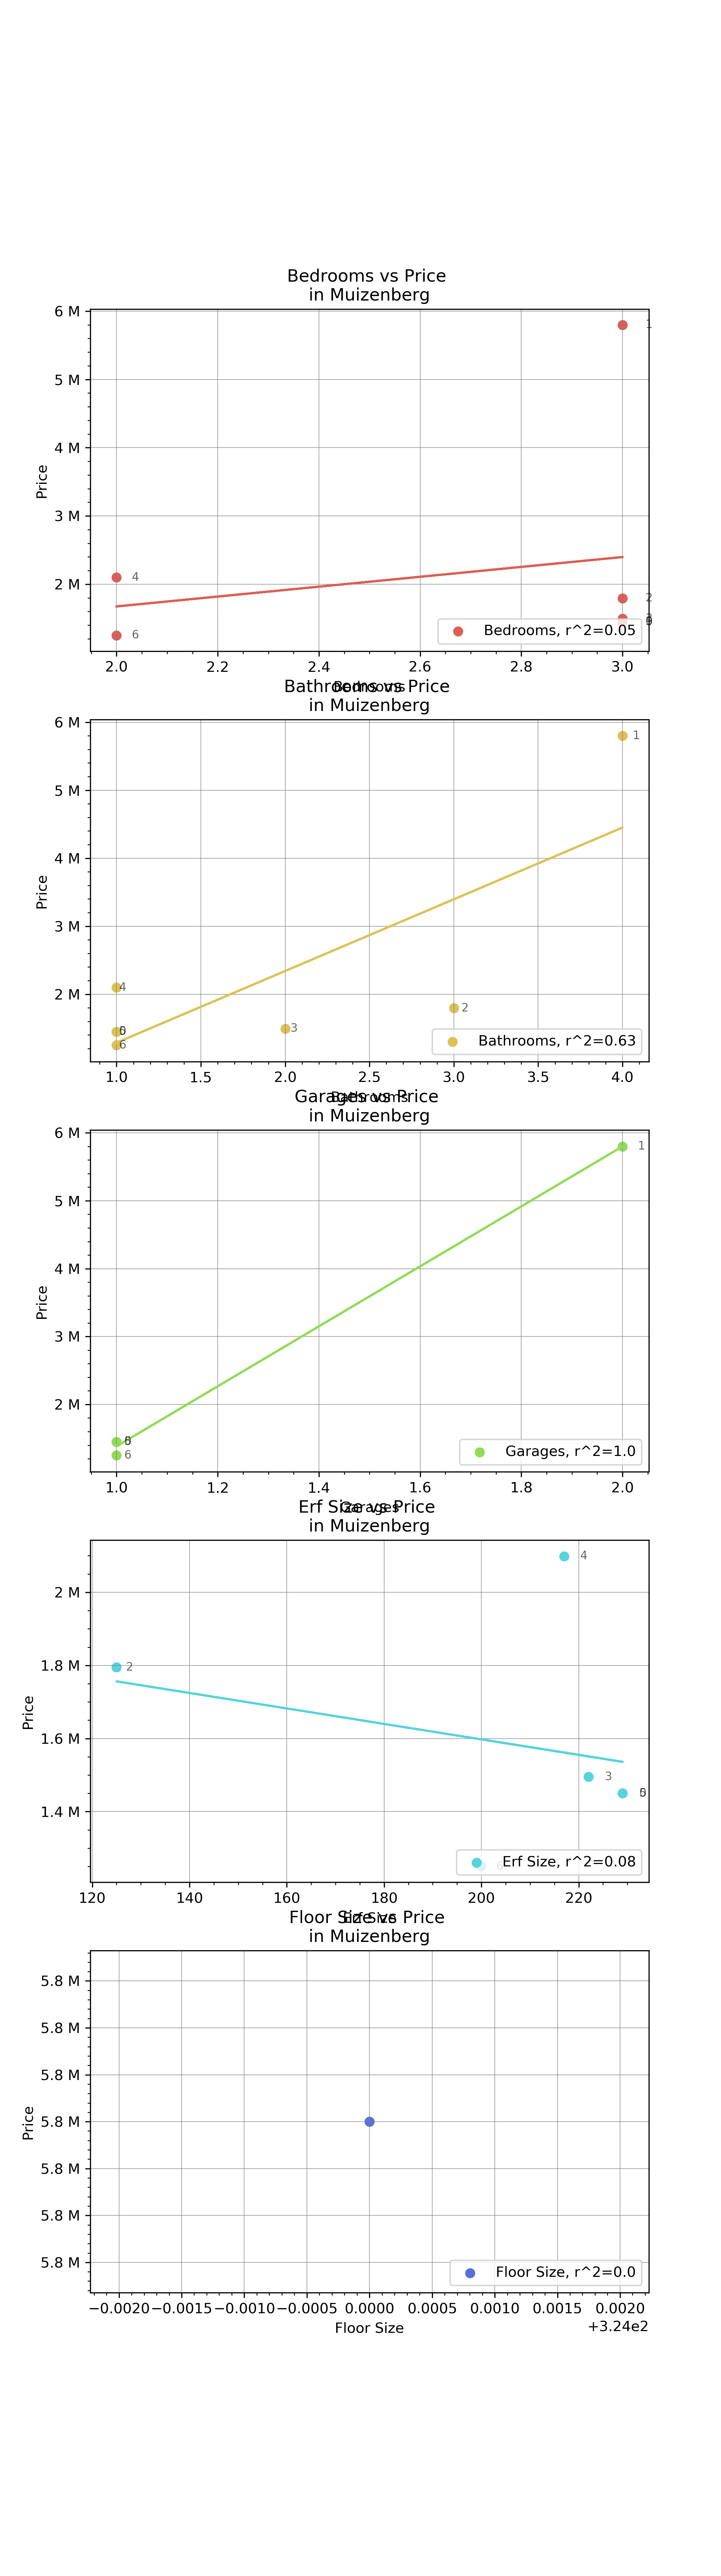 Bedrooms vs Price
in Muizenberg
6 M
5 M
4 M
3 M
2 M
Price
1
4
2
3
6
Bedrooms, r^2=0.05
2.0 2.2 2.4 2.6 2.8 3.0
Bedrooms
Bathrooms vs Price
in Muizenberg
6 M
5 M
4 M
3 M
2 M
Price
1
4
2
3
6
Bathrooms, r^2=0.63
1.0 1.5 2.0 2.5 3.0 3.5 4.0
Bathrooms
Garages vs Price
in Muizenberg
6 M
5 M
4 M
3 M
2 M
Price
1
6
Garages, r^2=1.0
1.0 1.2 1.4 1.6 1.8 2.0
Garages
Erf Size vs Price
in Muizenberg
2 M
1.8 M
1.6 M
1.4 M
Price
4
2
3
6
Erf Size, r^2=0.08
120 140 160 180 200 220
Erf Size
Floor Size vs Price
in Muizenberg
5.8 M
5.8 M
5.8 M
5.8 M
5.8 M
5.8 M
5.8 M
Price
Floor Size, r^2=0.0
−0.0020 −0.0015 −0.0010 −0.0005 0.0000 0.0005 0.0010 0.0015 0.0020
+3.24e2
Floor Size